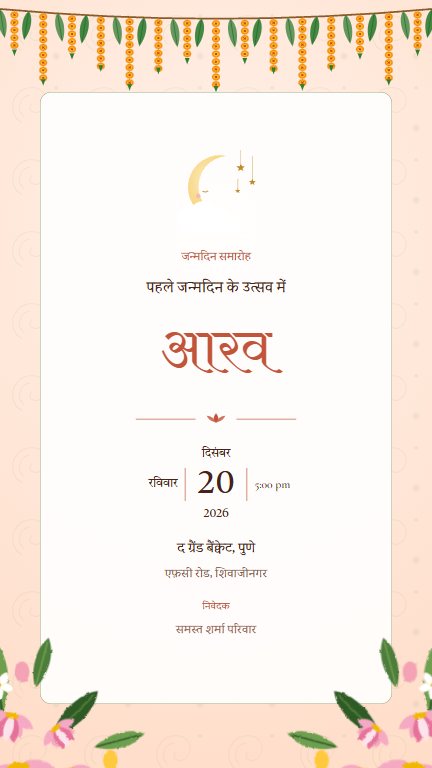 जन्मदिन समारोह
पहले जन्मदिन के उत्सव में
आरव
दिसंबर
रविवार 20 5:00 pm
2026
द ग्रैंड बैंक्वेट, पुणे
एफ़सी रोड, शिवाजीनगर
निवेदक
समस्त शर्मा परिवार